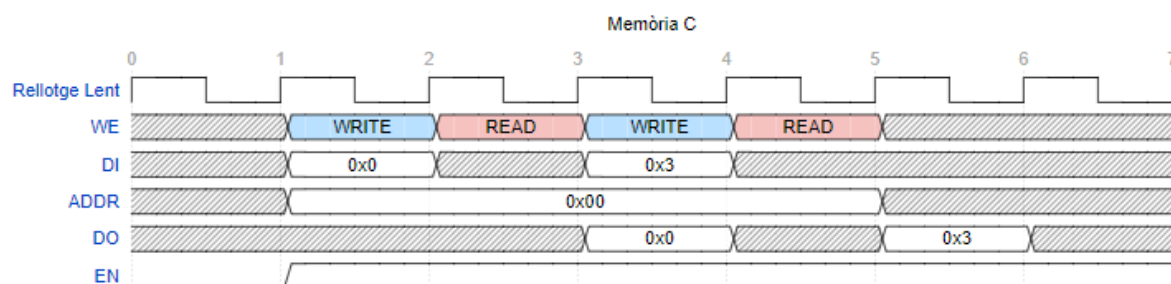 Memòria C
0 1 2 3 4 5 6 7
Rellotge Lent
WE WRITE READ WRITE READ
DI 0x0 0x3
ADDR 0x00
DO 0x0 0x3
EN